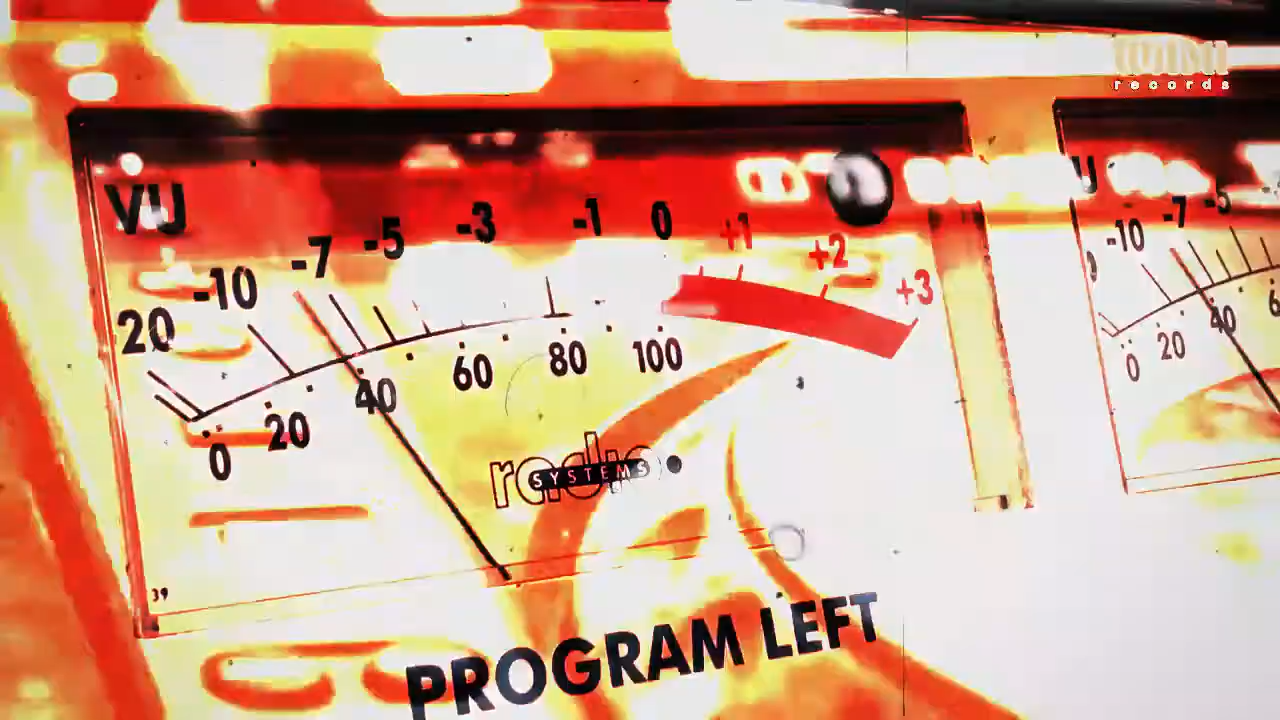 records
VU
20 -10 -7 -5 -3 -1 0 +1 +2 +3
0 20 40 60 80 100
radio
SYSTEMS
39
PROGRAM LEFT
-10 -7 -5
0 20 40